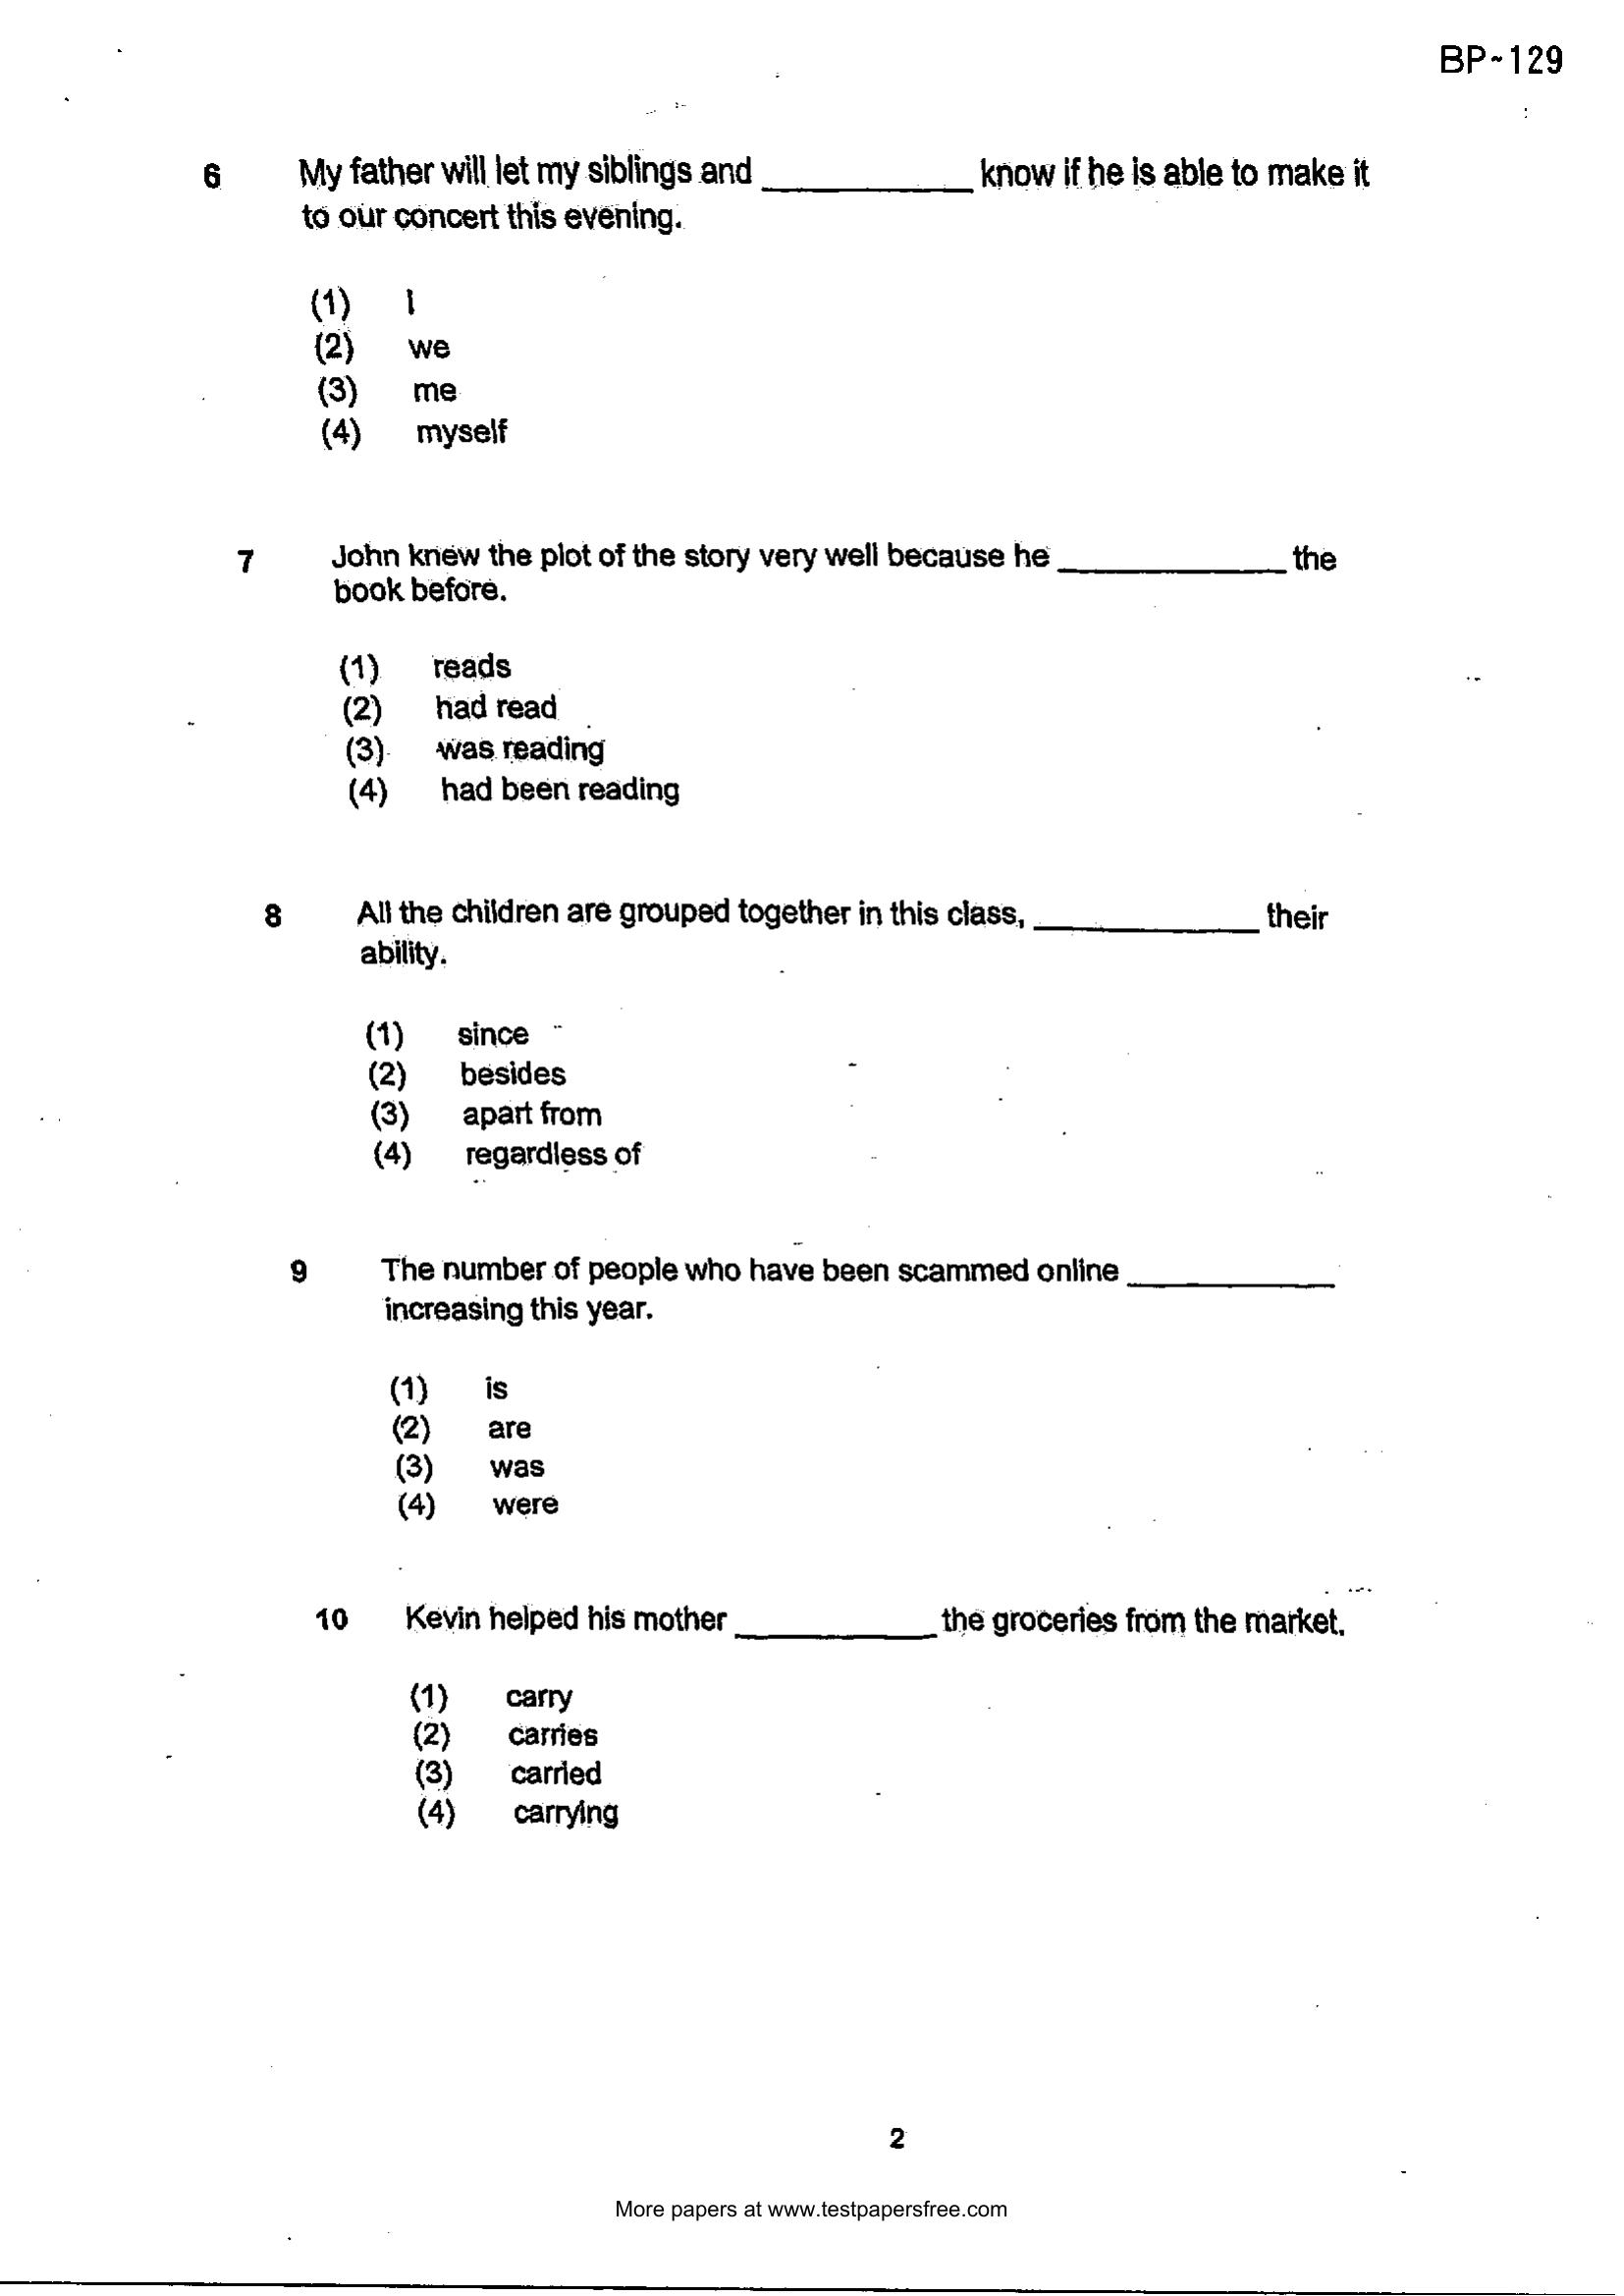 BP~129
6 My father will let my siblings and ____________ know if he is able to make it
to our concert this evening.
(1) I
(2) we
(3) me
(4) myself
7 John knew the plot of the story very well because he ____________ the
book before.
(1) reads
(2) had read
(3) was reading
(4) had been reading
8 All the children are grouped together in this class, ____________ their
ability.
(1) since
(2) besides
(3) apart from
(4) regardless of
9 The number of people who have been scammed online ____________
increasing this year.
(1) is
(2) are
(3) was
(4) were
10 Kevin helped his mother ____________ the groceries from the market.
(1) carry
(2) carries
(3) carried
(4) carrying
2
More papers at www.testpapersfree.com